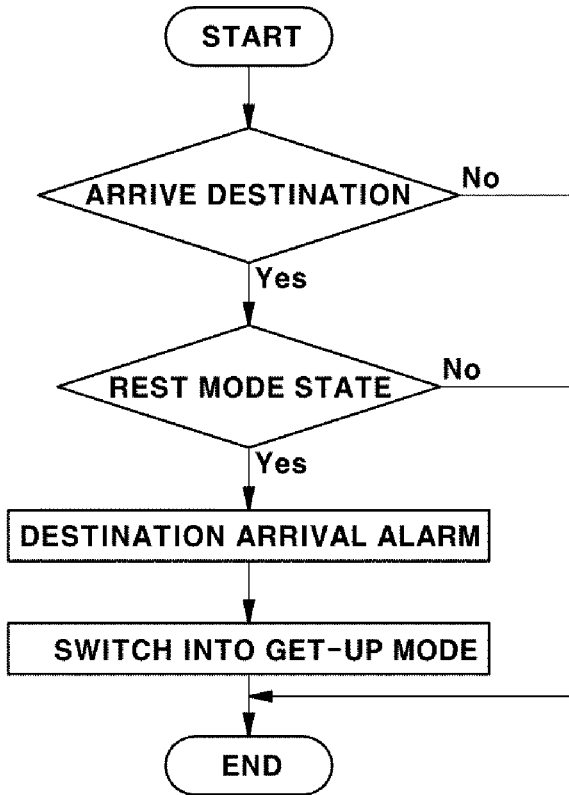 START
ARRIVE DESTINATION
No
Yes
REST MODE STATE
No
Yes
DESTINATION ARRIVAL ALARM
SWITCH INTO GET-UP MODE
END